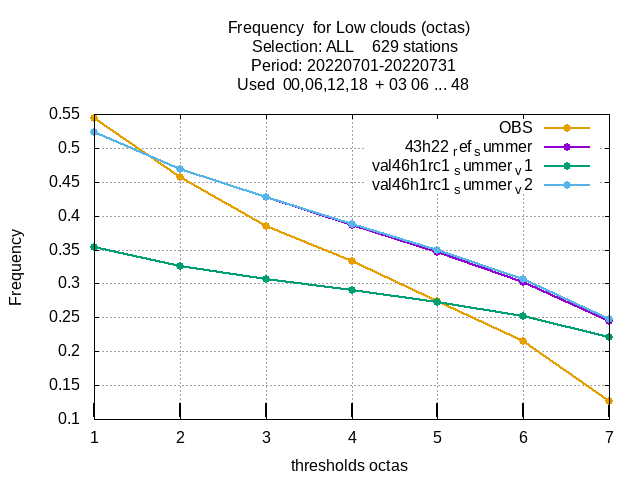 Frequency  for Low clouds (octas)
Selection: ALL    629 stations
Period: 20220701-20220731
Used  00,06,12,18  + 03 06 ... 48
OBS
43h22 ref summer
val46h1rc1 summer v1
val46h1rc1 summer v2
Frequency
0.55
0.5
0.45
0.4
0.35
0.3
0.25
0.2
0.15
0.1
1 2 3 4 5 6 7
thresholds octas